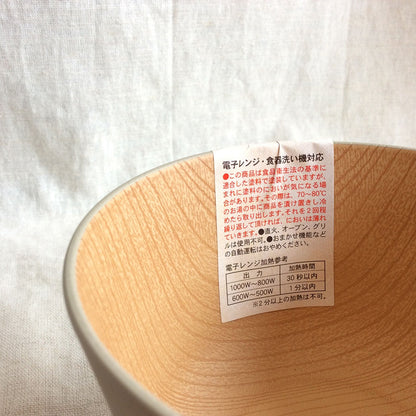 電子レンジ・食器洗い機対応
●この商品は食品衛生法の基準に
適合した塗料で塗装していますが、
まれに塗料のにおいが気になる場
合があります。その際は、70~80℃
のお湯の中に商品を漬け置きし冷
めたら取り出します。それを2回程
繰り返して頂ければ、においは薄れ
ていきます。●直火、オーブン、グリ
ルは使用不可。●おまかせ機能など
の自動運転はおやめください。
電子レンジ加熱参考
出力 加熱時間
1000W~800W 30秒以内
600W~500W 1分以内
※2分以上の加熱は不可。